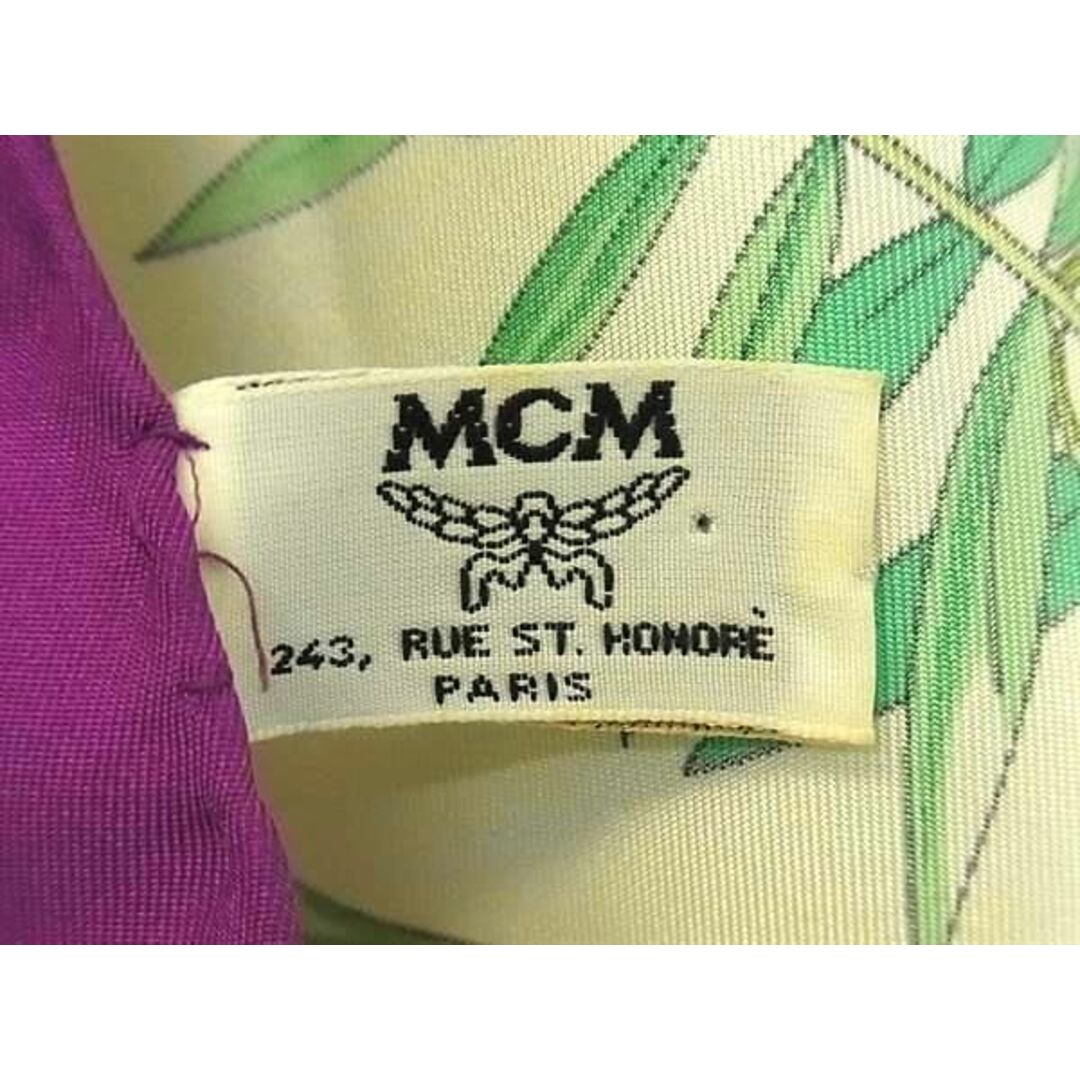 MCM
243, RUE ST. HONORÈ
PARIS